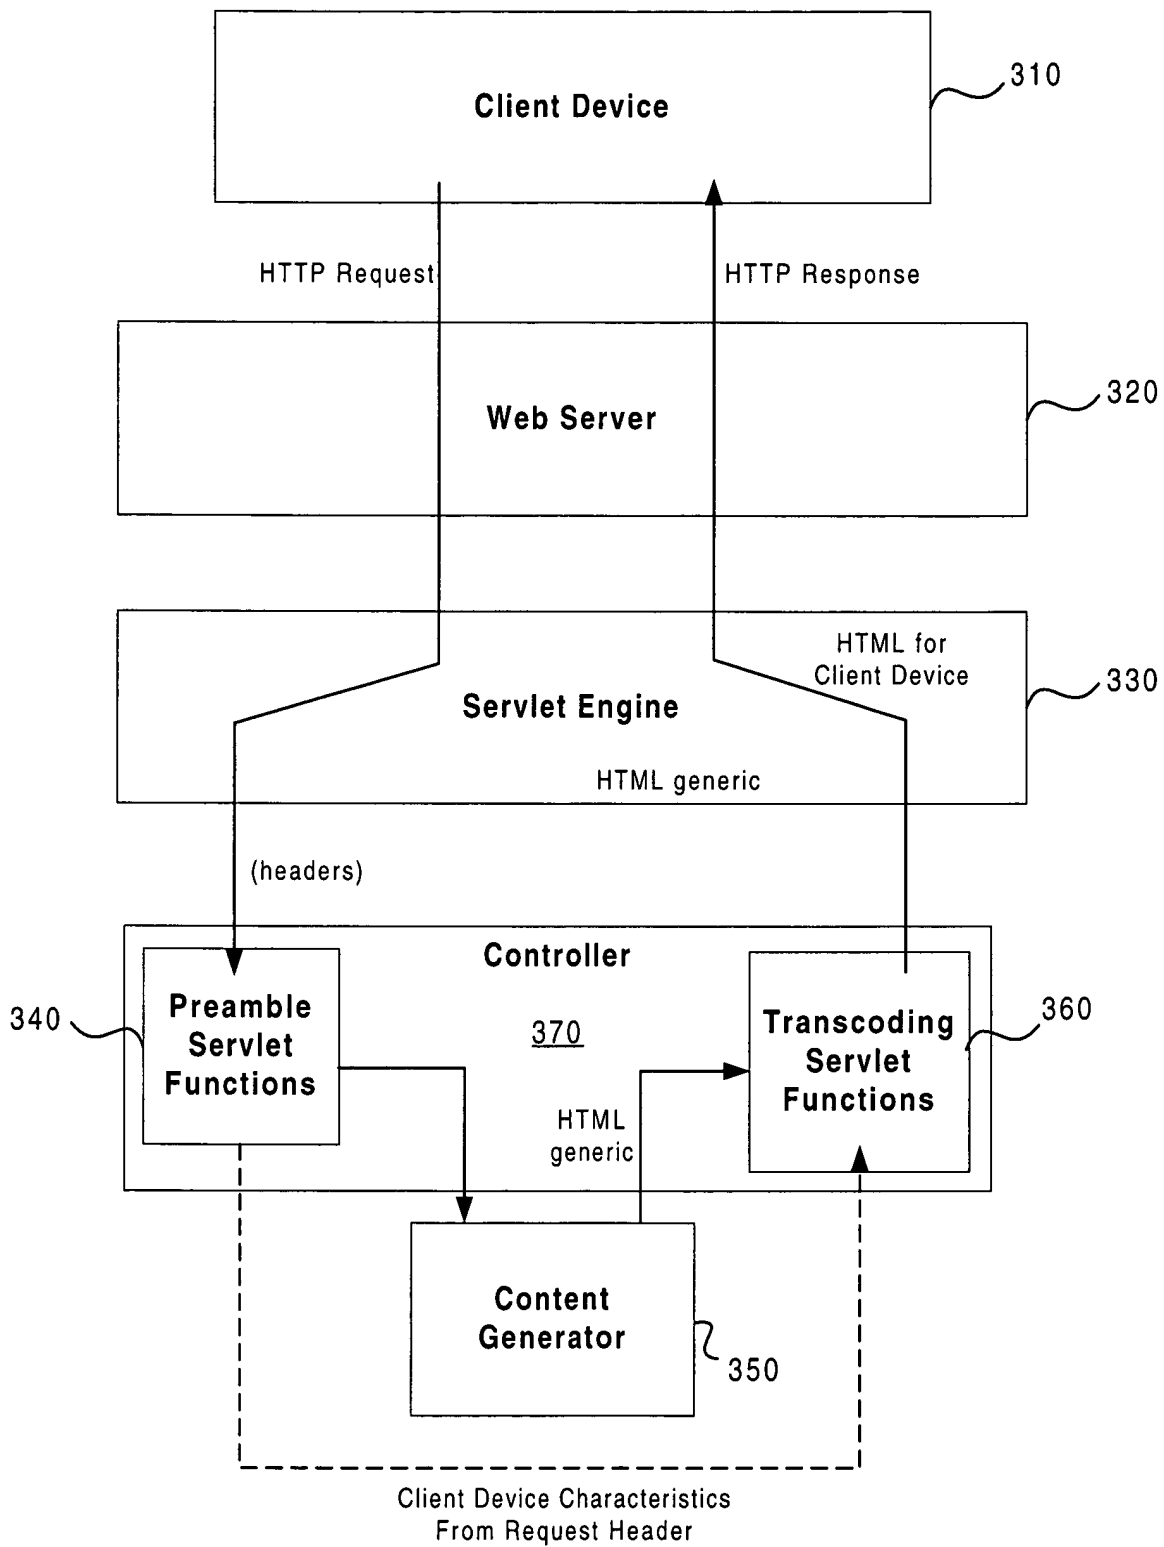 310
Client Device
HTTP Request
HTTP Response
320
Web Server
HTML for
Client Device
330
Servlet Engine
HTML generic
(headers)
Controller
340
Preamble
Servlet
Functions
370
360
Transcoding
Servlet
Functions
HTML
generic
Content
Generator
350
Client Device Characteristics
From Request Header